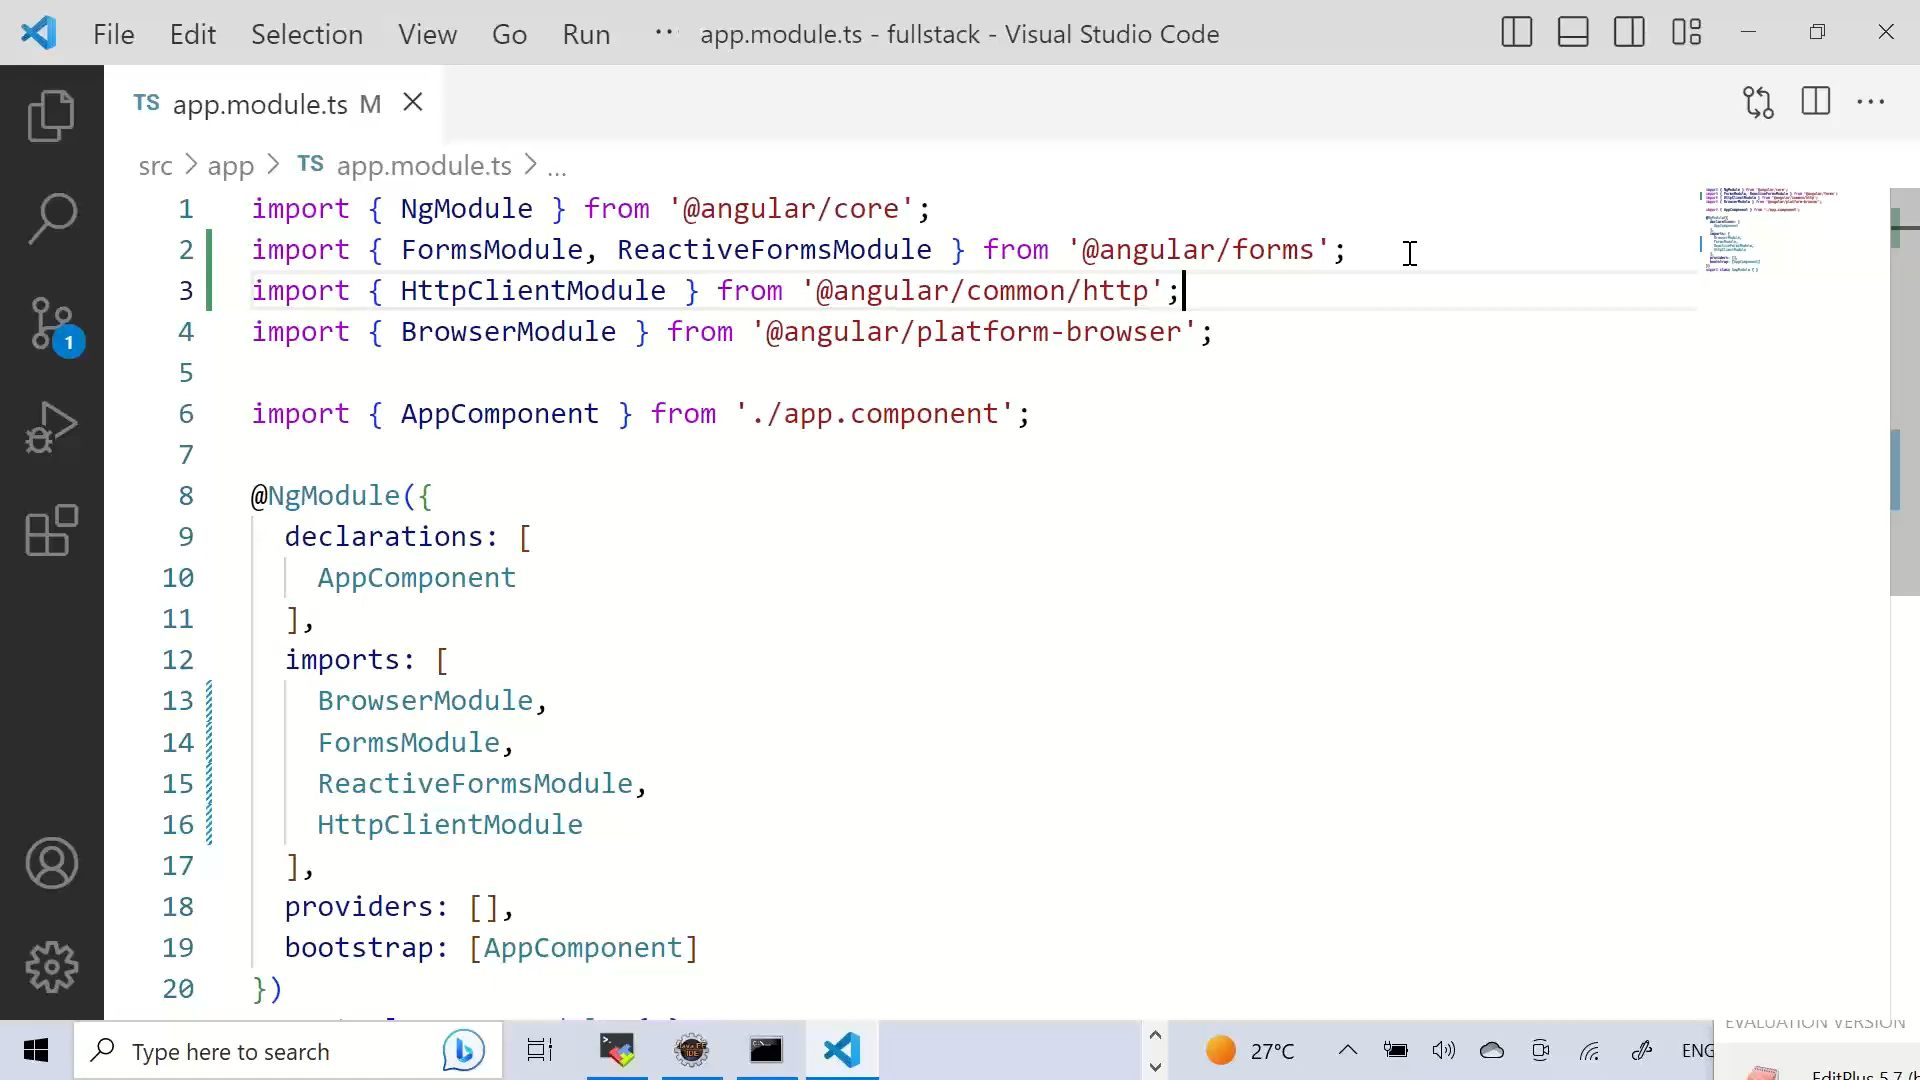 File Edit Selection View Go Run ··· app.module.ts - fullstack - Visual Studio Code
TS app.module.ts M
src > app > TS app.module.ts > ...
1 import { NgModule } from '@angular/core';
2 import { FormsModule, ReactiveFormsModule } from '@angular/forms';
3 import { HttpClientModule } from '@angular/common/http';
4 import { BrowserModule } from '@angular/platform-browser';
5
6 import { AppComponent } from './app.component';
7
8 @NgModule({
9 declarations: [
10 AppComponent
11 ],
12 imports: [
13 BrowserModule,
14 FormsModule,
15 ReactiveFormsModule,
16 HttpClientModule
17 ],
18 providers: [],
19 bootstrap: [AppComponent]
20 })
1
Type here to search
27°C
ENG
EVALUATION VERSION
EditPlus 5.7